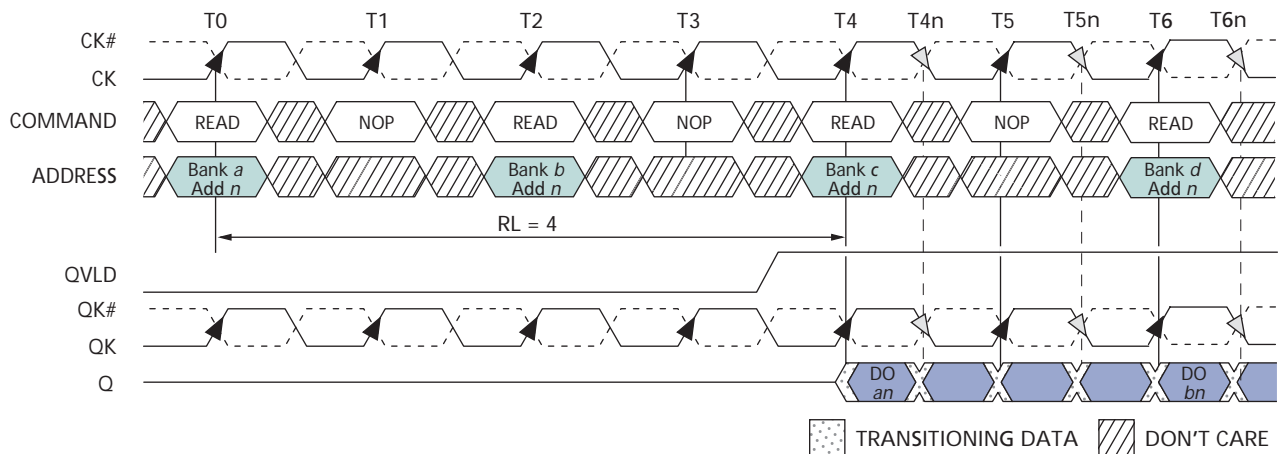 T0 T1 T2 T3 T4 T4n T5 T5n T6 T6n
CK#
CK
COMMAND READ NOP READ NOP READ NOP READ
ADDRESS Bank a Add n Bank b Add n Bank c Add n Bank d Add n
RL = 4
QVLD
QK#
QK
Q DO an DO bn
TRANSITIONING DATA DON'T CARE